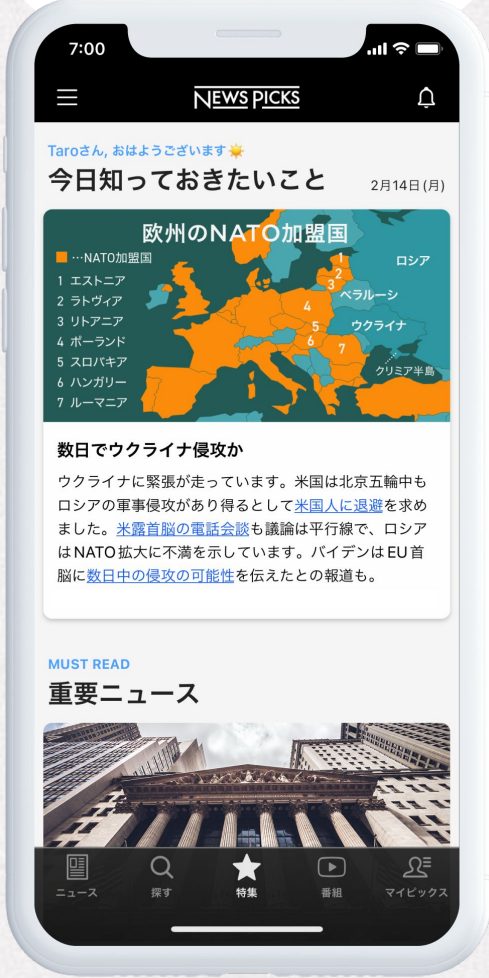 7:00
NEWS PICKS
Taroさん, おはようございます☀️
今日知っておきたいこと
2月14日(月)
欧州のNATO加盟国
…NATO加盟国
1 エストニア
2 ラトヴィア
3 リトアニア
4 ポーランド
5 スロバキア
6 ハンガリー
7 ルーマニア
1
2
3
4
5
6
7
ロシア
ベラルーシ
ウクライナ
クリミア半島
数日でウクライナ侵攻か
ウクライナに緊張が走っています。米国は北京五輪中も
ロシアの軍事侵攻があり得るとして米国人に退避を求め
ました。米露首脳の電話会談も議論は平行線で、ロシア
はNATO拡大に不満を示しています。バイデンはEU首
脳に数日中の侵攻の可能性を伝えたとの報道も。
MUST READ
重要ニュース
ニュース
探す
特集
番組
マイピックス